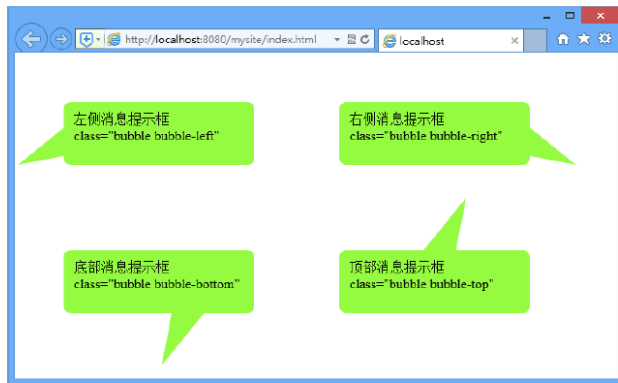 http://localhost:8080/mysite/index.html
localhost
左侧消息提示框
class="bubble bubble-left"
右侧消息提示框
class="bubble bubble-right"
底部消息提示框
class="bubble bubble-bottom"
顶部消息提示框
class="bubble bubble-top"